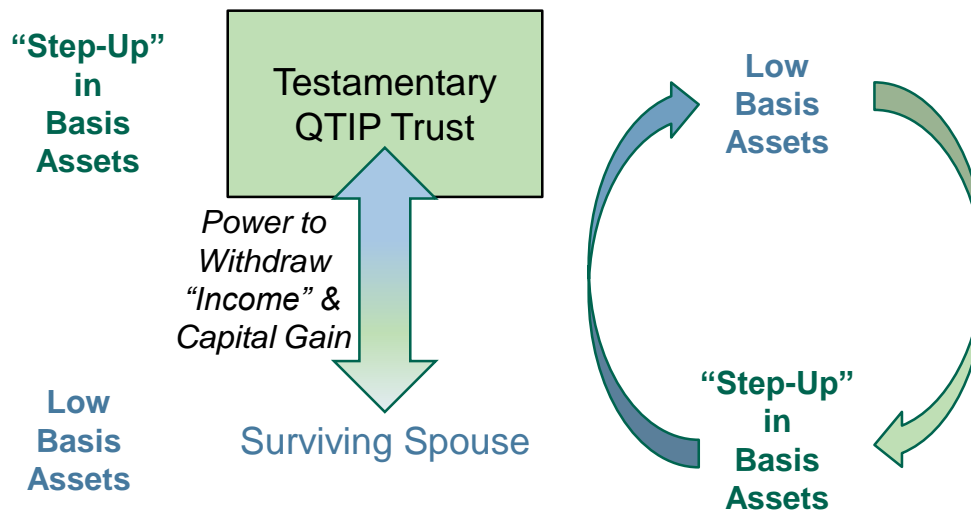 “Step-Up”
in
Basis
Assets
Testamentary
QTIP Trust
Power to
Withdraw
“Income” &
Capital Gain
Low
Basis
Assets
Surviving Spouse
Low
Basis
Assets
“Step-Up”
in
Basis
Assets